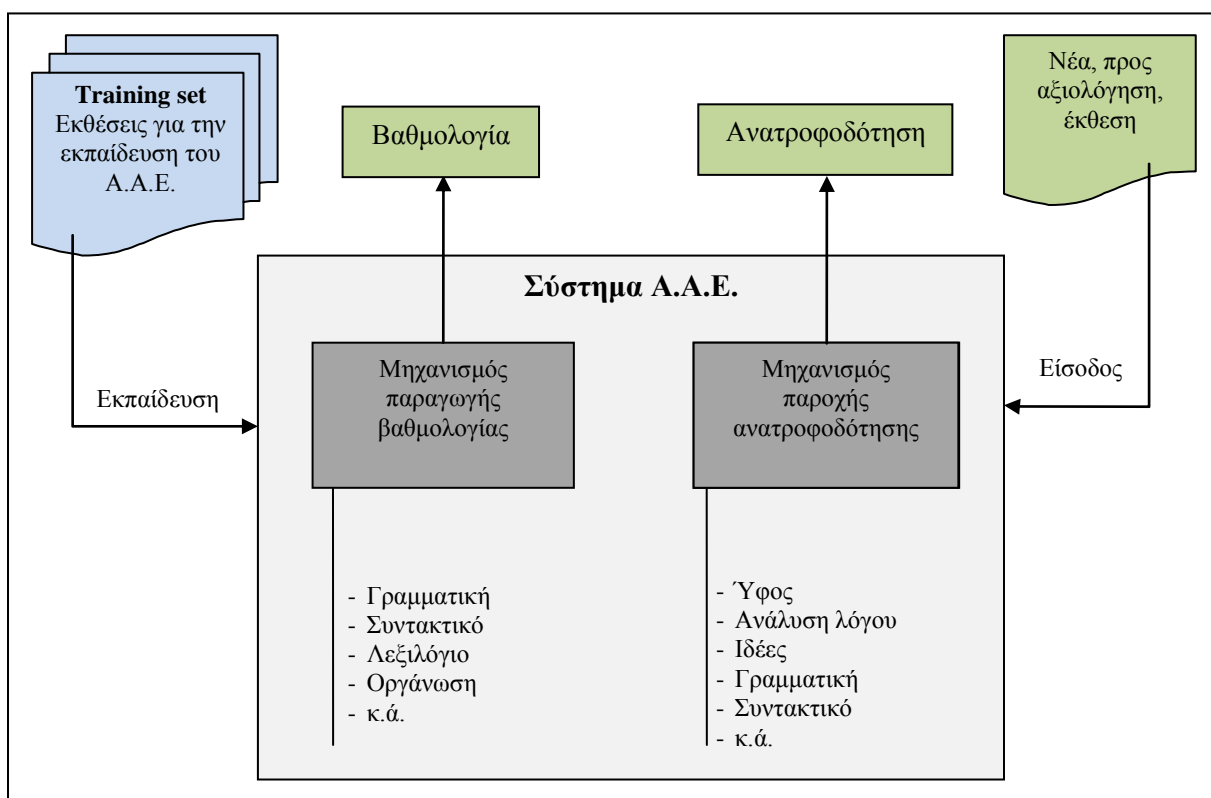 Training set
Εκθέσεις για την
εκπαίδευση του
Α.Α.Ε.
Βαθμολογία
Ανατροφοδότηση
Νέα, προς
αξιολόγηση,
έκθεση
Σύστημα Α.Α.Ε.
Εκπαίδευση
Μηχανισμός
παραγωγής
βαθμολογίας
Μηχανισμός
παροχής
ανατροφοδότησης
Είσοδος
- Γραμματική
- Συντακτικό
- Λεξιλόγιο
- Οργάνωση
- κ.ά.
- Ύφος
- Ανάλυση λόγου
- Ιδέες
- Γραμματική
- Συντακτικό
- κ.ά.